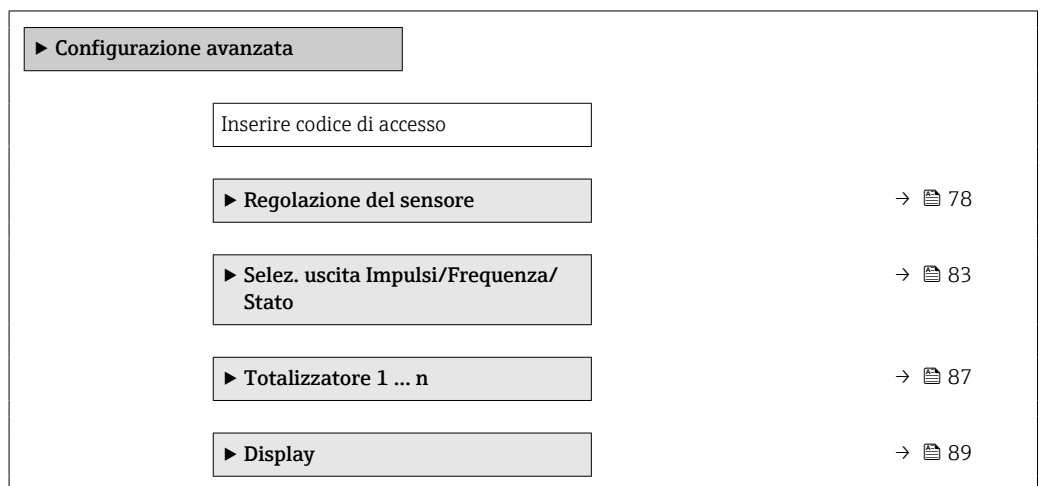 ► Configurazione avanzata
Inserire codice di accesso
► Regolazione del sensore → 78
► Selez. uscita Impulsi/Frequenza/ → 83
Stato
► Totalizzatore 1 ... n → 87
► Display → 89